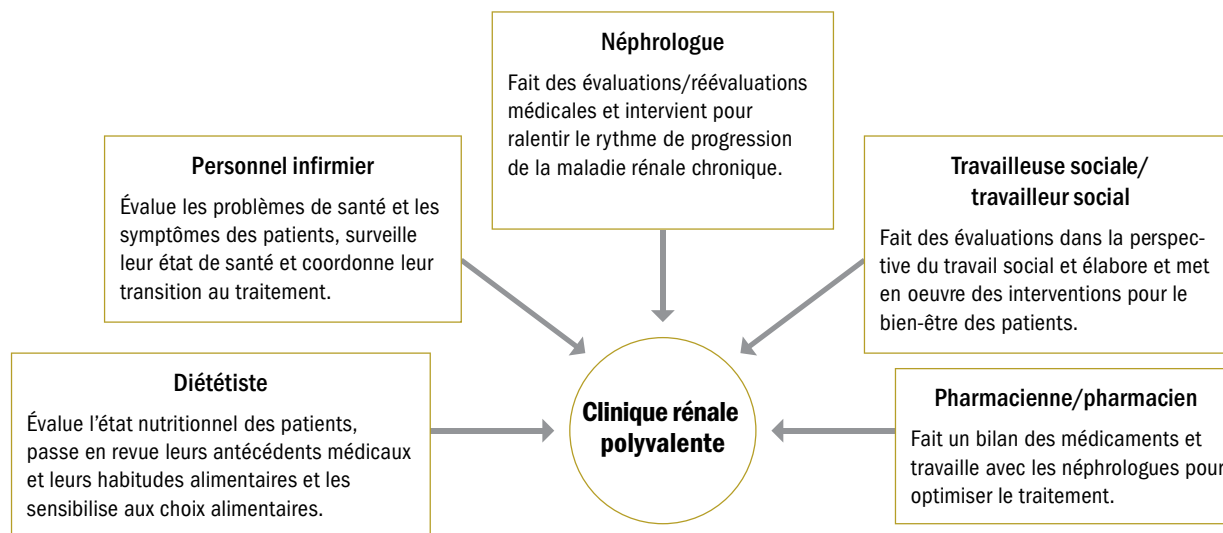 Néphrologue
Fait des évaluations/réévaluations
médicales et intervient pour
ralentir le rythme de progression
de la maladie rénale chronique.
Personnel infirmier
Évalue les problèmes de santé et les
symptômes des patients, surveille
leur état de santé et coordonne leur
transition au traitement.
Travailleuse sociale/
travailleur social
Fait des évaluations dans la perspec-
tive du travail social et élabore et met
en oeuvre des interventions pour le
bien-être des patients.
Diététiste
Évalue l’état nutritionnel des patients,
passe en revue leurs antécédents médicaux
et leurs habitudes alimentaires et les
sensibilise aux choix alimentaires.
Clinique rénale
polyvalente
Pharmacienne/pharmacien
Fait un bilan des médicaments et
travaille avec les néphrologues pour
optimiser le traitement.